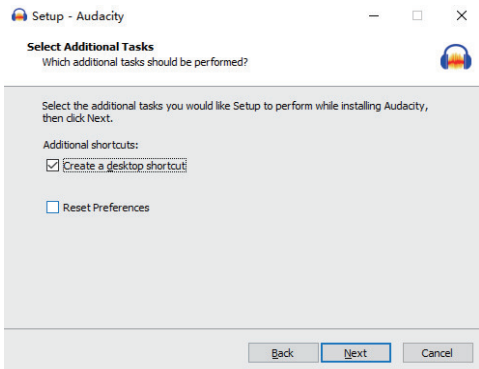 Setup - Audacity
Select Additional Tasks
Which additional tasks should be performed?
Select the additional tasks you would like Setup to perform while installing Audacity,
then click Next.
Additional shortcuts:
Create a desktop shortcut
Reset Preferences
Back Next Cancel